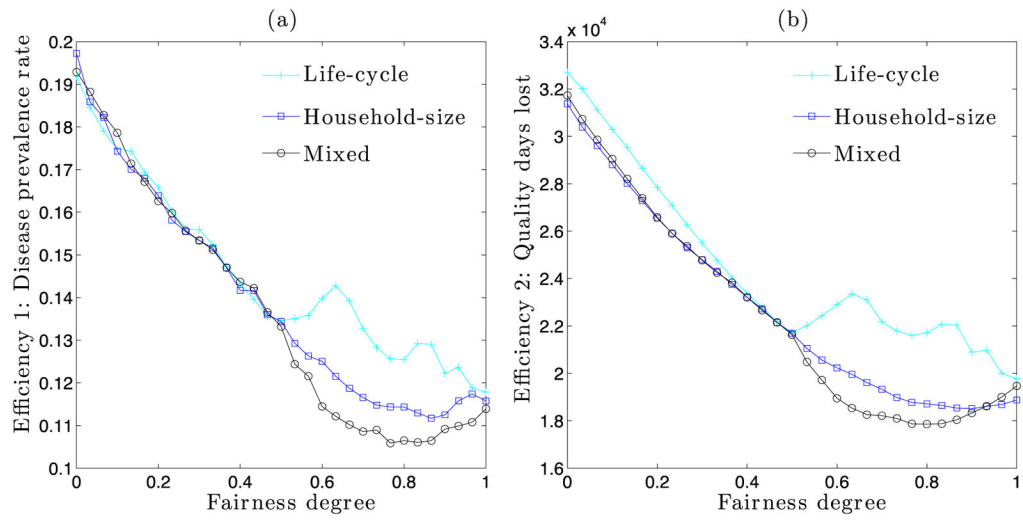 (a)
Efficiency 1: Disease prevalence rate
0.2
0.19
0.18
0.17
0.16
0.15
0.14
0.13
0.12
0.11
0.1
Life-cycle
Household-size
Mixed
0 0.2 0.4 0.6 0.8 1
Fairness degree
(b)
x 10⁴
Efficiency 2: Quality days lost
3.4
3.2
3
2.8
2.6
2.4
2.2
2
1.8
1.6
Life-cycle
Household-size
Mixed
0 0.2 0.4 0.6 0.8 1
Fairness degree